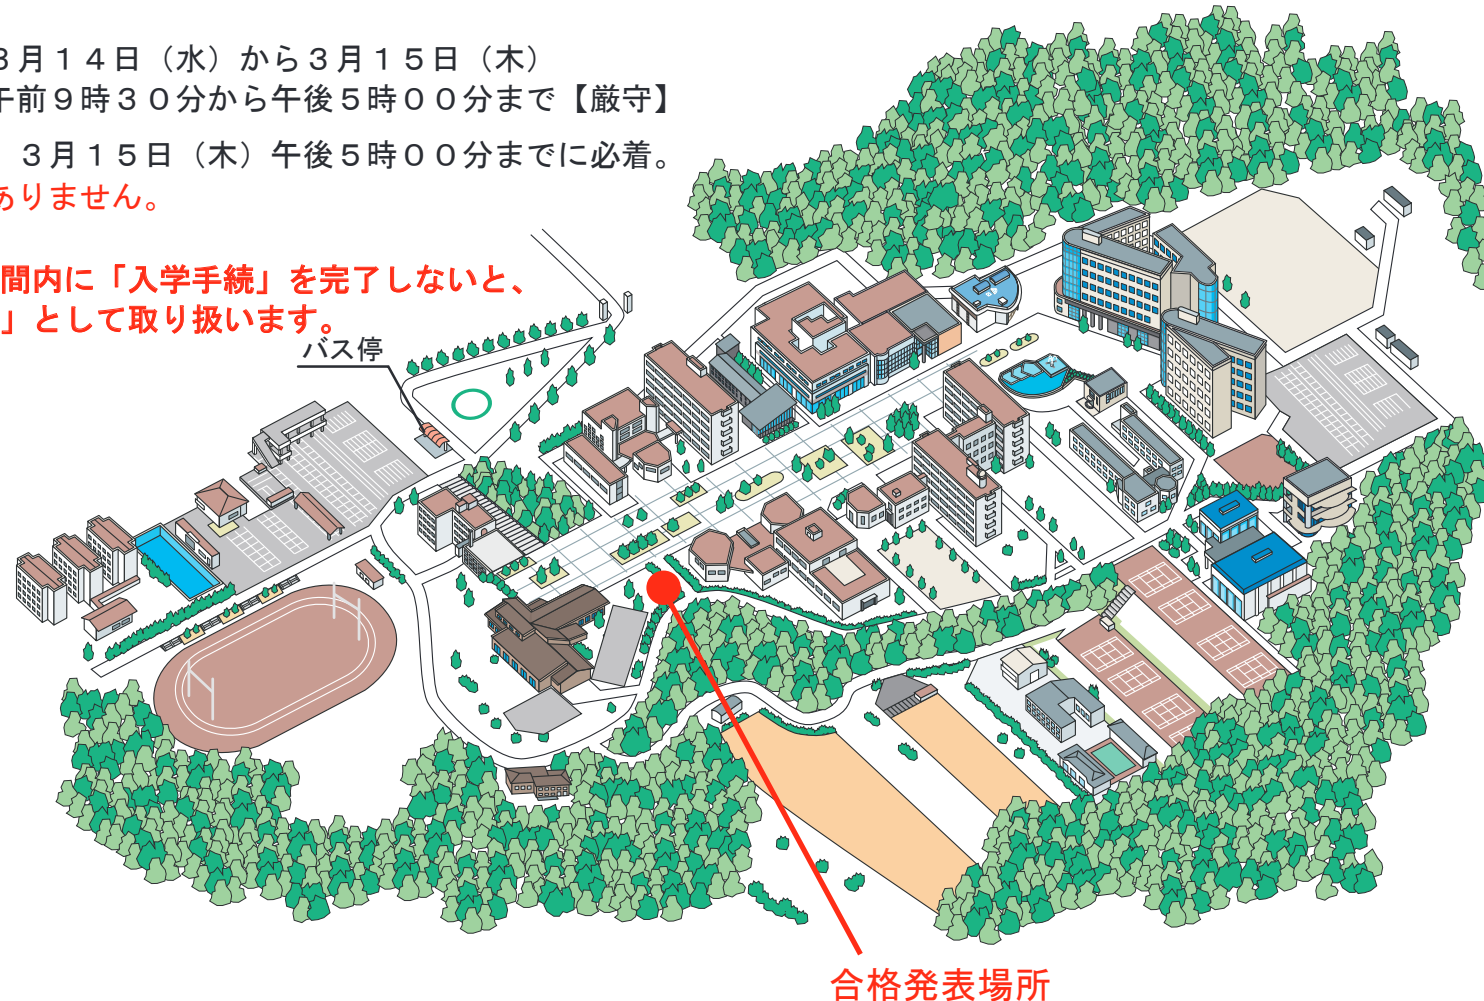 ３月１４日（水）から３月１５日（木）
午前９時３０分から午後５時００分まで【厳守】
３月１５日（木）午後５時００分までに必着。
ありません。
間内に「入学手続」を完了しないと、
」として取り扱います。
バス停
合格発表場所